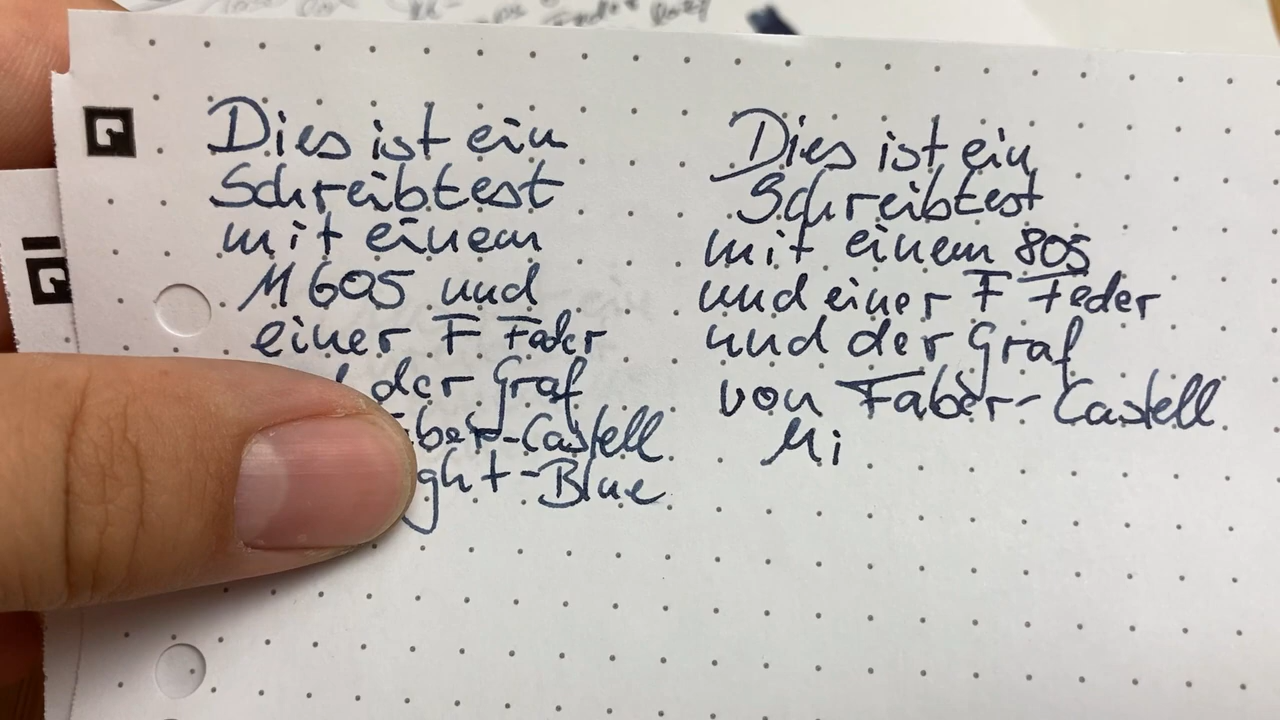 Dies ist ein
Schreibtest
mit einem
M605 und
einer F Feder
der Graf
ber-Castell
ght-Blue
Dies ist ein
Schreibtest
mit einem 805
und einer F Feder
und der Graf
von Faber-Castell
Mi